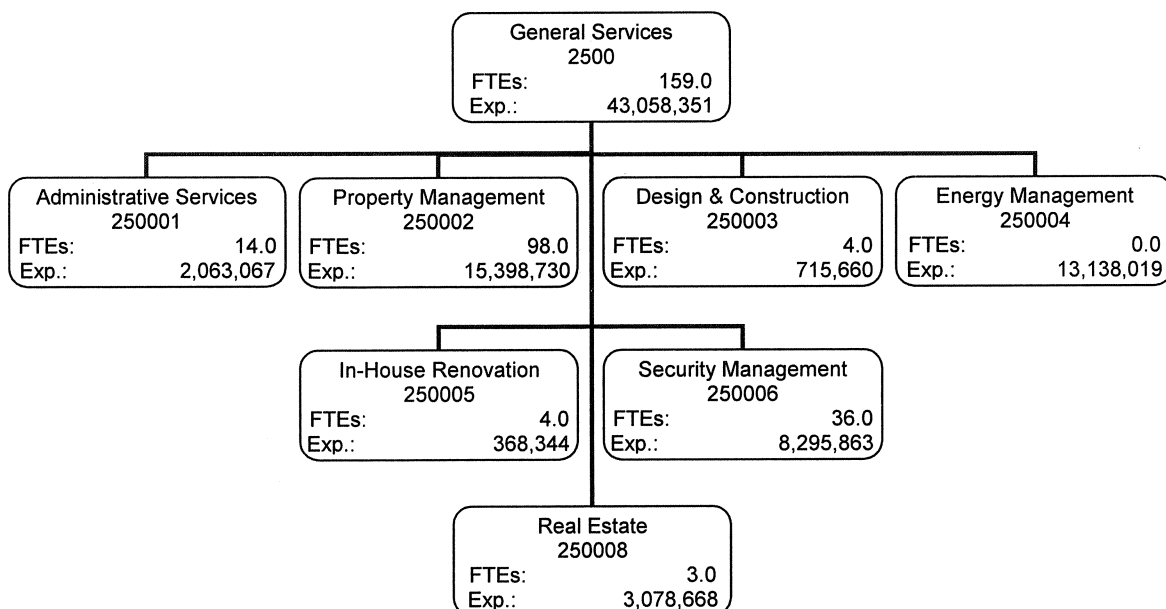 General Services
2500
FTEs: 159.0
Exp.: 43,058,351
Administrative Services
250001
FTEs: 14.0
Exp.: 2,063,067
Property Management
250002
FTEs: 98.0
Exp.: 15,398,730
Design & Construction
250003
FTEs: 4.0
Exp.: 715,660
Energy Management
250004
FTEs: 0.0
Exp.: 13,138,019
In-House Renovation
250005
FTEs: 4.0
Exp.: 368,344
Security Management
250006
FTEs: 36.0
Exp.: 8,295,863
Real Estate
250008
FTEs: 3.0
Exp.: 3,078,668